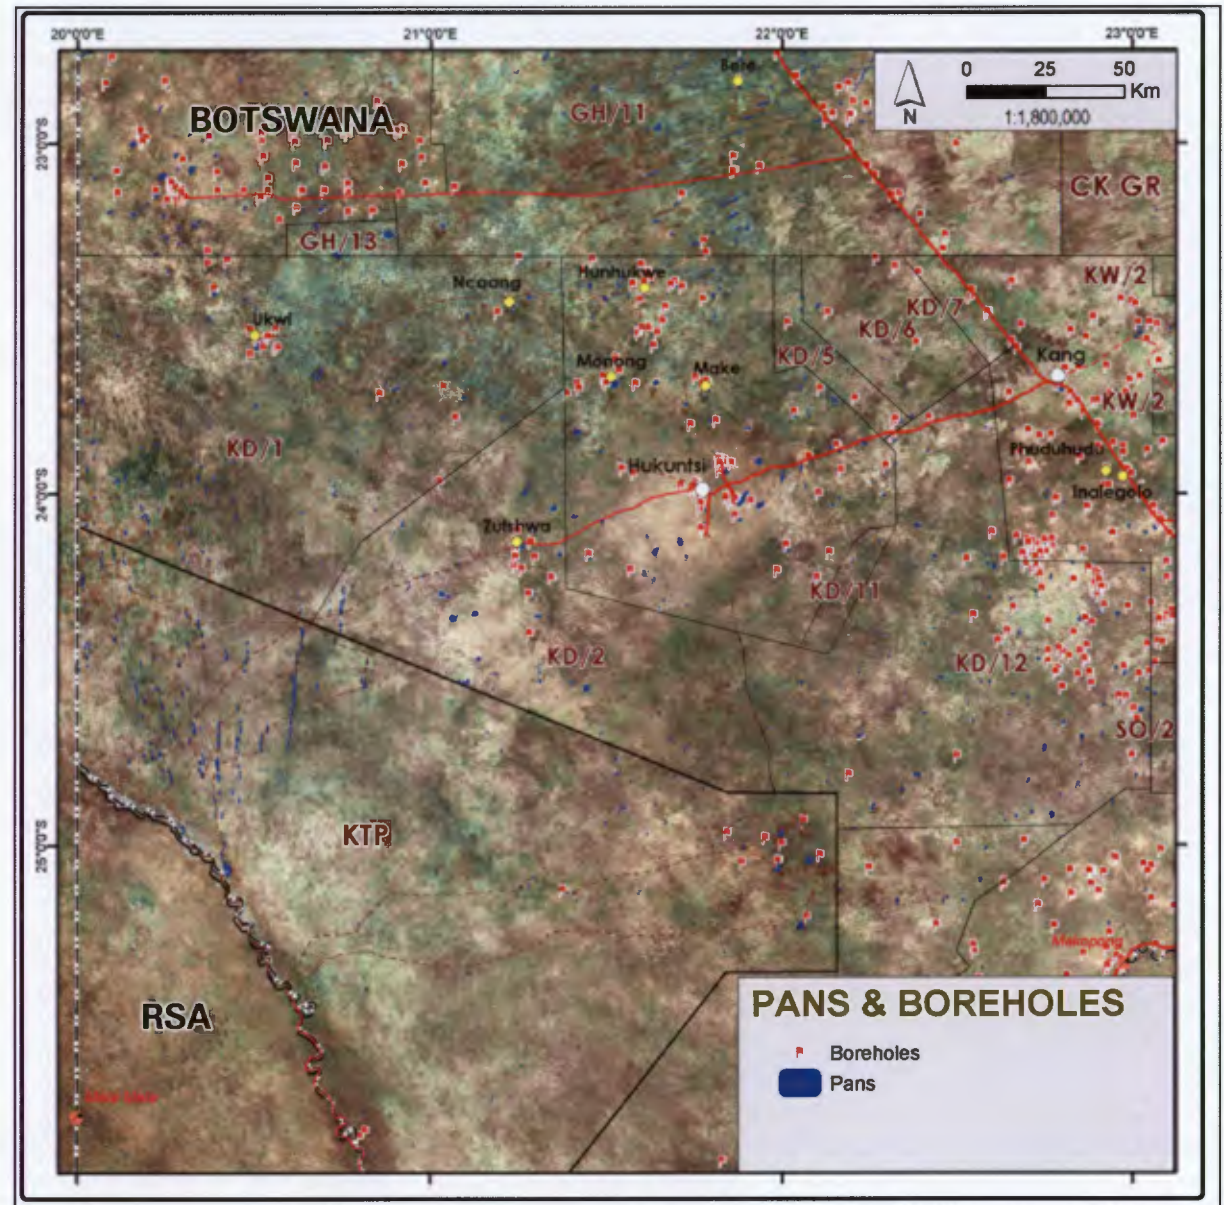 20°0'0"E
21°0'0"E
22°0'0"E
23°0'0"E
0 25 50
Km
N
1:1,800,000
Bere
BOTSWANA
GH/11
23°0'0"S
CK GR
GH/13
Hunhukwe
KW/2
Ncoang
KD/7
Ukwi
KD/6
Monong
Make
KD/5
Kang
KW/2
KD/1
Hukuntsi
Phuduhudu
24°0'0"S
Inalegolo
Zutshwa
KD/11
KD/2
KD/12
SO/2
KTP
25°0'0"S
RSA
PANS & BOREHOLES
Boreholes
Pans